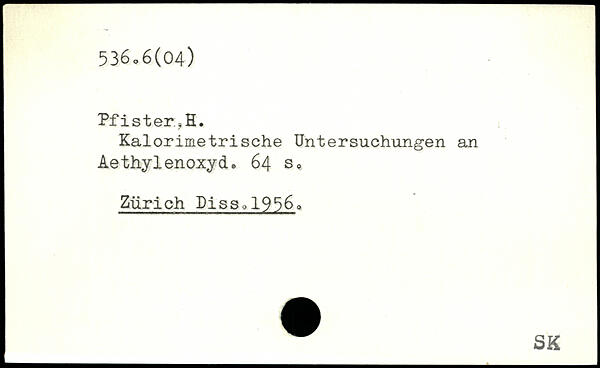 536.6(04)
Pfister,H.
Kalorimetrische Untersuchungen an
Aethylenoxyd. 64 s.
Zürich Diss.1956.
SK